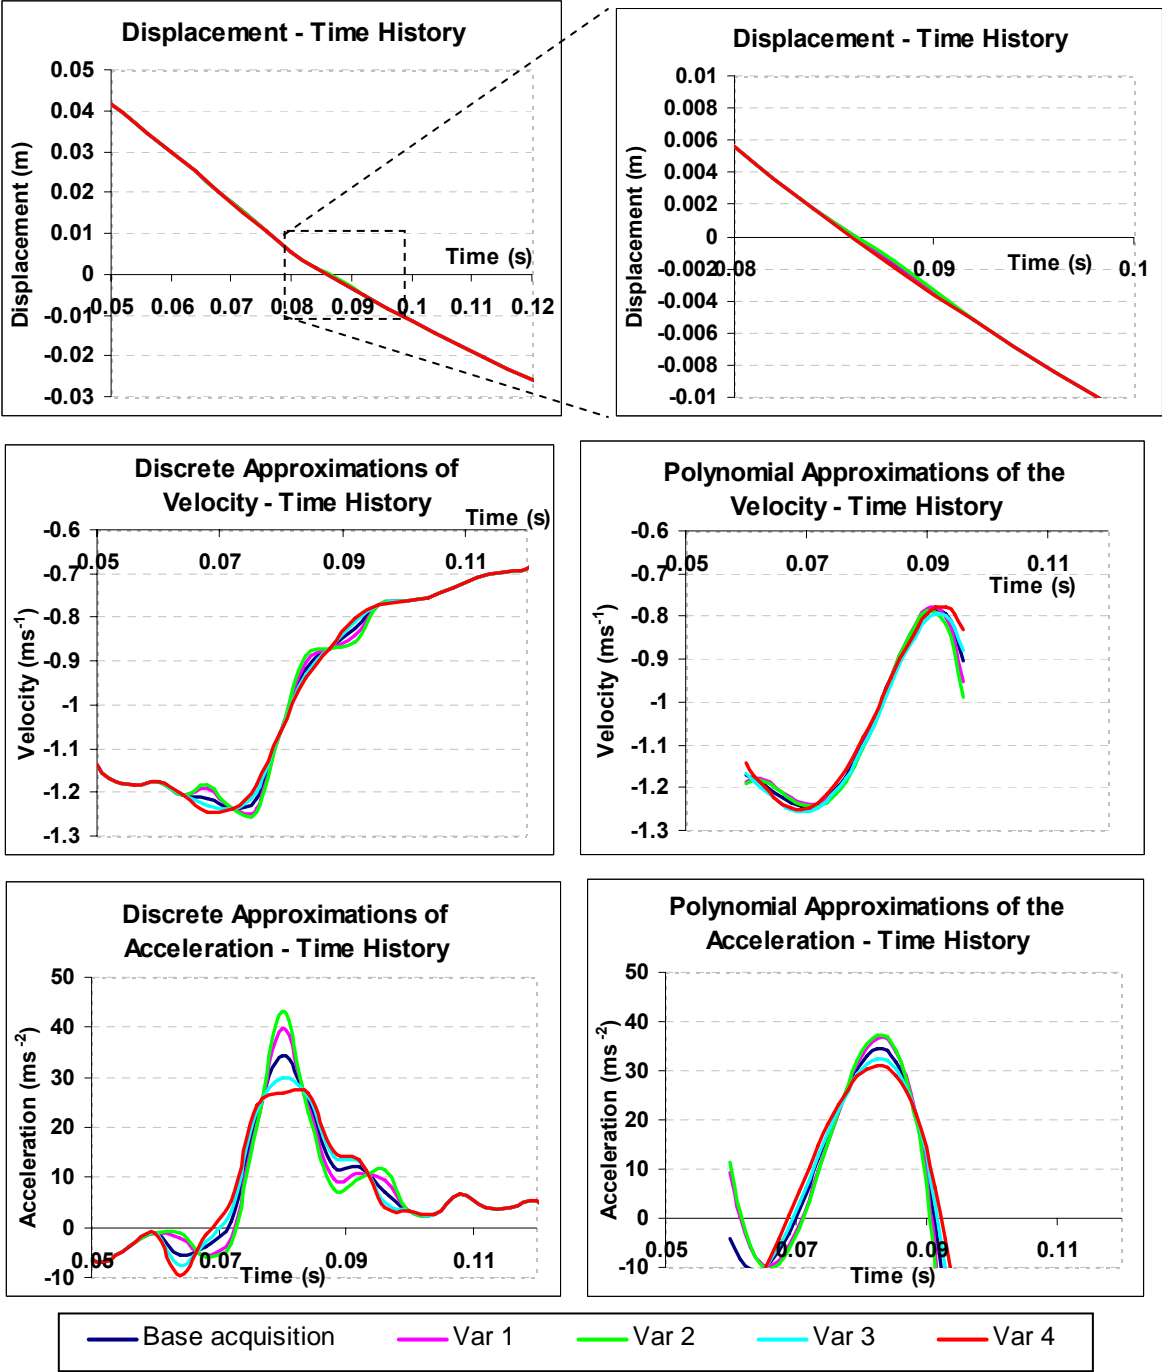 Displacement - Time History
0.05
0.04
0.03
0.02
0.01
0
-0.01
-0.02
-0.03
Displacement (m)
Time (s)
0.05 0.06 0.07 0.08 0.09 0.1 0.11 0.12
Displacement - Time History
0.01
0.008
0.006
0.004
0.002
0
-0.002
-0.004
-0.006
-0.008
-0.01
Displacement (m)
0.08 0.09 0.1
Time (s)
Discrete Approximations of
Velocity - Time History
Time (s)
-0.6
-0.7
-0.8
-0.9
-1
-1.1
-1.2
-1.3
Velocity (ms-1)
0.05 0.07 0.09 0.11
Polynomial Approximations of the
Velocity - Time History
-0.6
-0.7
-0.8
-0.9
-1
-1.1
-1.2
-1.3
Velocity (ms-1)
0.05 0.07 0.09 0.11
Time (s)
Discrete Approximations of
Acceleration - Time History
50
40
30
20
10
0
-10
Acceleration (ms-2)
0.05 0.07 0.09 0.11
Time (s)
Polynomial Approximations of the
Acceleration - Time History
50
40
30
20
10
0
-10
Acceleration (ms-2)
0.05 0.07 0.09 0.11
Time (s)
Base acquisition Var 1 Var 2 Var 3 Var 4